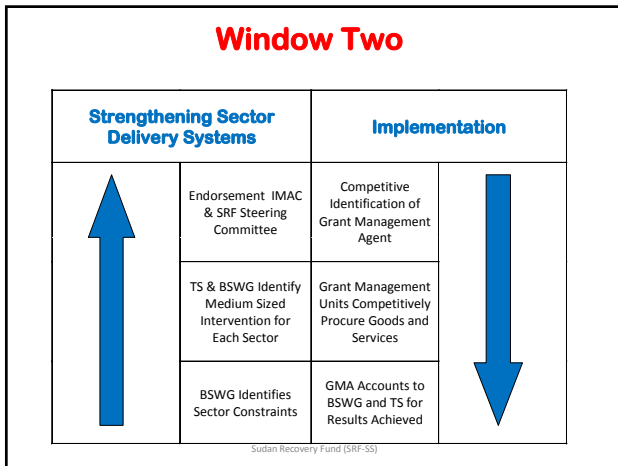 Window Two
Strengthening Sector
Delivery Systems
Implementation
Endorsement IMAC
& SRF Steering
Committee
Competitive
Identification of
Grant Management
Agent
TS & BSWG Identify
Medium Sized
Intervention for
Each Sector
Grant Management
Units Competitively
Procure Goods and
Services
BSWG Identifies
Sector Constraints
GMA Accounts to
BSWG and TS for
Results Achieved
Sudan Recovery Fund (SRF-SS)